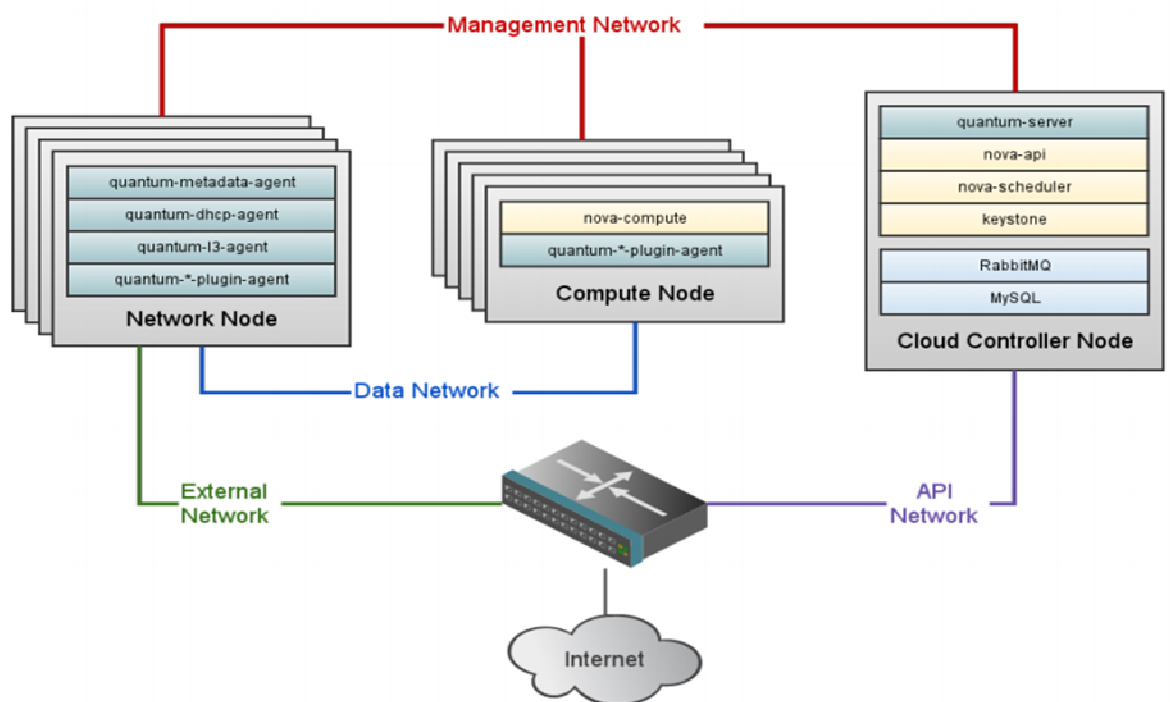 Management Network
quantum-metadata-agent
quantum-dhcp-agent
quantum-l3-agent
quantum-*-plugin-agent
Network Node
nova-compute
quantum-*-plugin-agent
Compute Node
quantum-server
nova-api
nova-scheduler
keystone
RabbitMQ
MySQL
Cloud Controller Node
Data Network
External
Network
API
Network
Internet